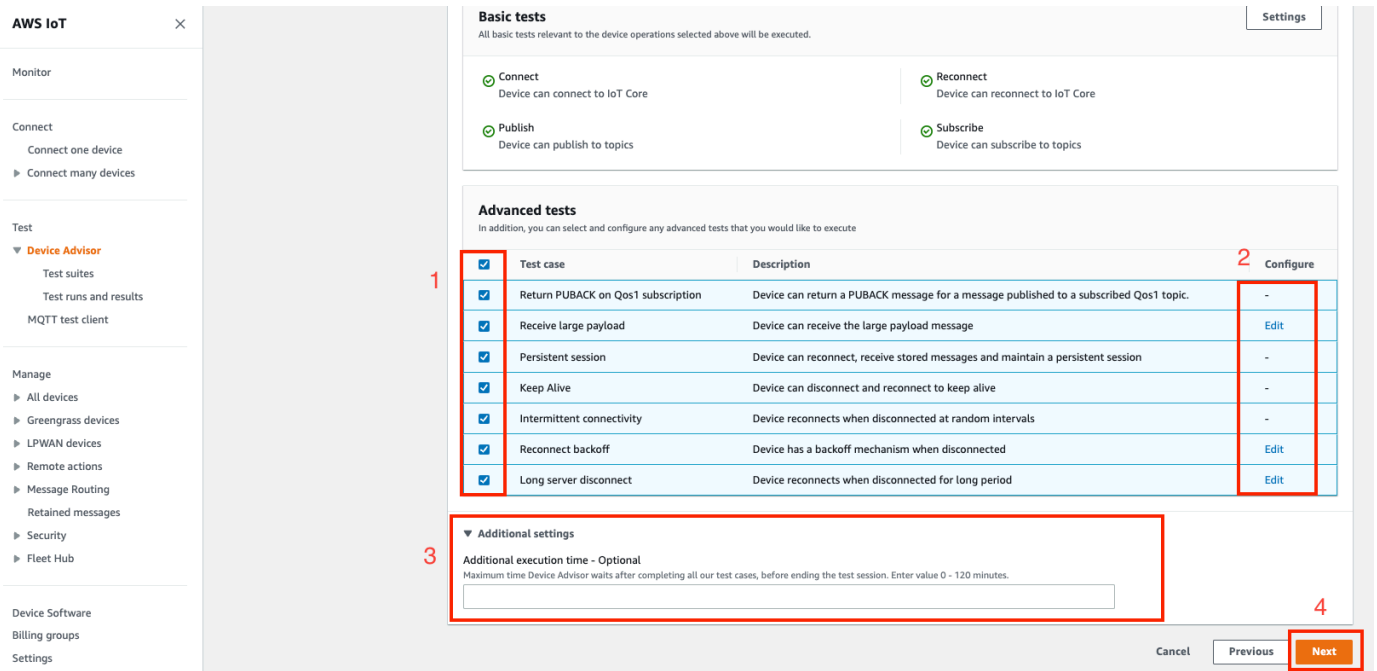 AWS IoT
Monitor
Connect
Connect one device
Connect many devices
Test
Device Advisor
Test suites
Test runs and results
MQTT test client
Manage
All devices
Greengrass devices
LPWAN devices
Remote actions
Message Routing
Retained messages
Security
Fleet Hub
Device Software
Billing groups
Settings
Basic tests
Settings
All basic tests relevant to the device operations selected above will be executed.
Connect
Device can connect to IoT Core
Reconnect
Device can reconnect to IoT Core
Publish
Device can publish to topics
Subscribe
Device can subscribe to topics
Advanced tests
In addition, you can select and configure any advanced tests that you would like to execute
1
2
Test case Description Configure
Return PUBACK on Qos1 subscription Device can return a PUBACK message for a message published to a subscribed Qos1 topic. -
Receive large payload Device can receive the large payload message Edit
Persistent session Device can reconnect, receive stored messages and maintain a persistent session -
Keep Alive Device can disconnect and reconnect to keep alive -
Intermittent connectivity Device reconnects when disconnected at random intervals -
Reconnect backoff Device has a backoff mechanism when disconnected Edit
Long server disconnect Device reconnects when disconnected for long period Edit
3
Additional settings
Additional execution time - Optional
Maximum time Device Advisor waits after completing all our test cases, before ending the test session. Enter value 0 - 120 minutes.
4
Cancel Previous Next